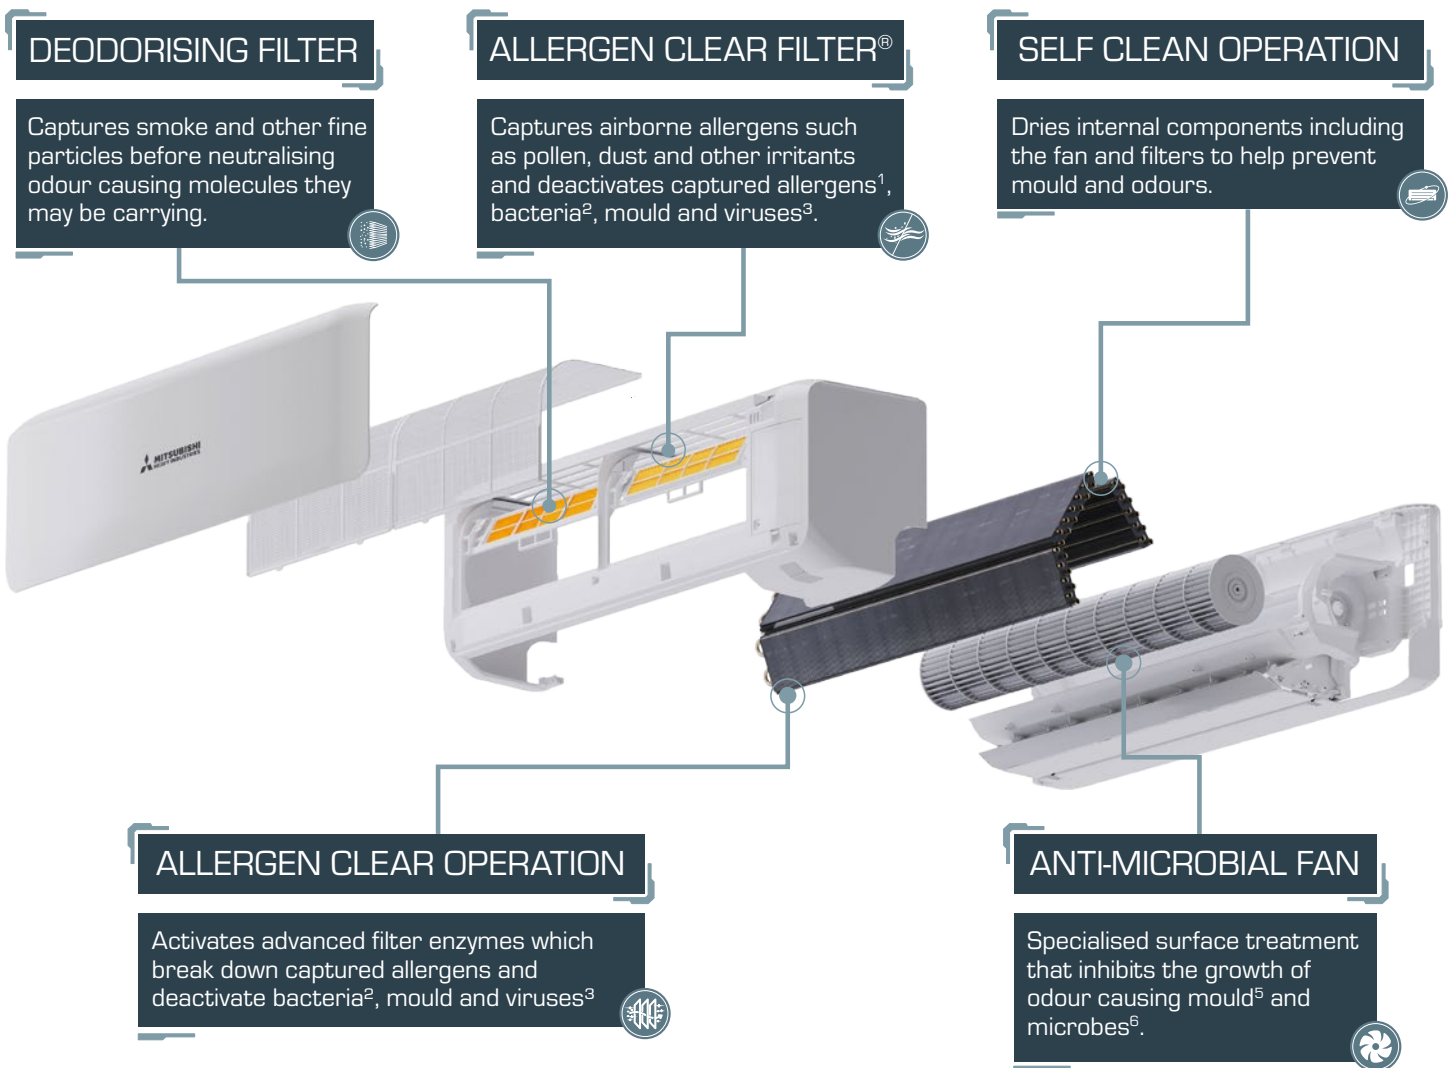 DEODORISING FILTER
Captures smoke and other fine
particles before neutralising
odour causing molecules they
may be carrying.
ALLERGEN CLEAR FILTER®
Captures airborne allergens such
as pollen, dust and other irritants
and deactivates captured allergens¹,
bacteria², mould and viruses³.
SELF CLEAN OPERATION
Dries internal components including
the fan and filters to help prevent
mould and odours.
MITSUBISHI
HEAVY INDUSTRIES
ALLERGEN CLEAR OPERATION
Activates advanced filter enzymes which
break down captured allergens and
deactivate bacteria², mould and viruses³
ANTI-MICROBIAL FAN
Specialised surface treatment
that inhibits the growth of
odour causing mould⁵ and
microbes⁶.